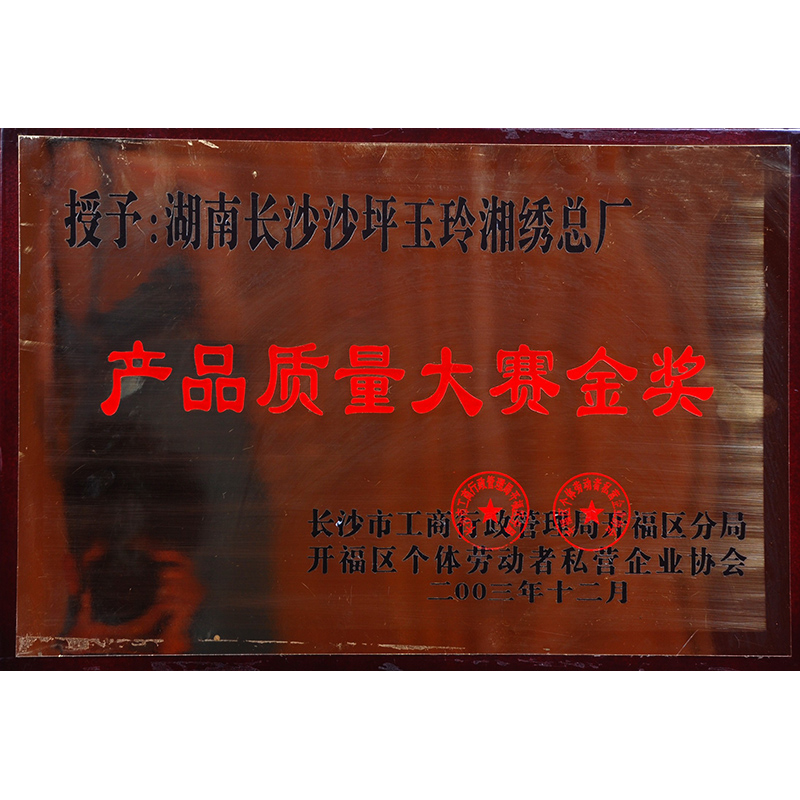 授予:湖南长沙沙坪玉玲湘绣总厂
产品质量大赛金奖
长沙市工商行政管理局开福区分局
开福区个体劳动者私营企业协会
二00三年十二月